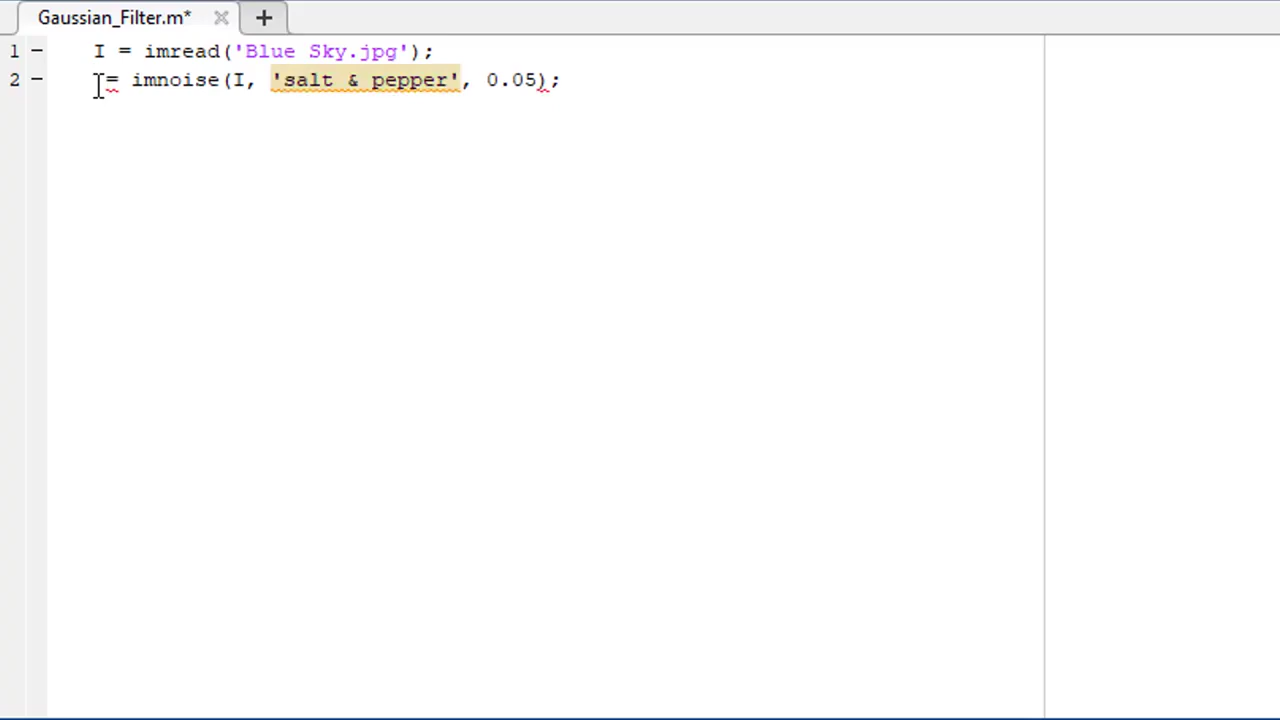 Gaussian_Filter.m*
1 I = imread('Blue Sky.jpg');
2 = imnoise(I, 'salt & pepper', 0.05);